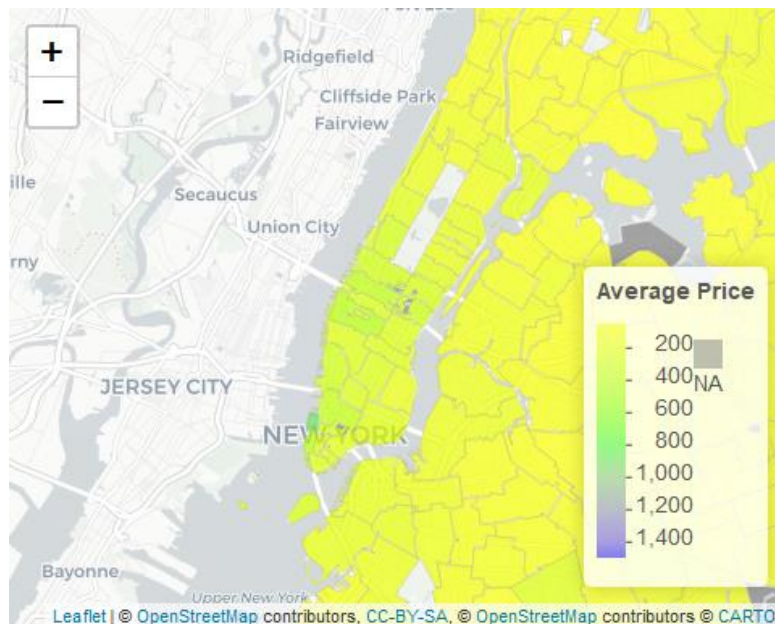 +
Ridgefield
−
Cliffside Park
Fairview
ille
Secaucus
Union City
rny
Average Price
200
400
NA
600
JERSEY CITY
800
NEW YORK
1,000
1,200
1,400
Bayonne
Upper New York
Leaflet | © OpenStreetMap contributors, CC-BY-SA, © OpenStreetMap contributors © CARTO